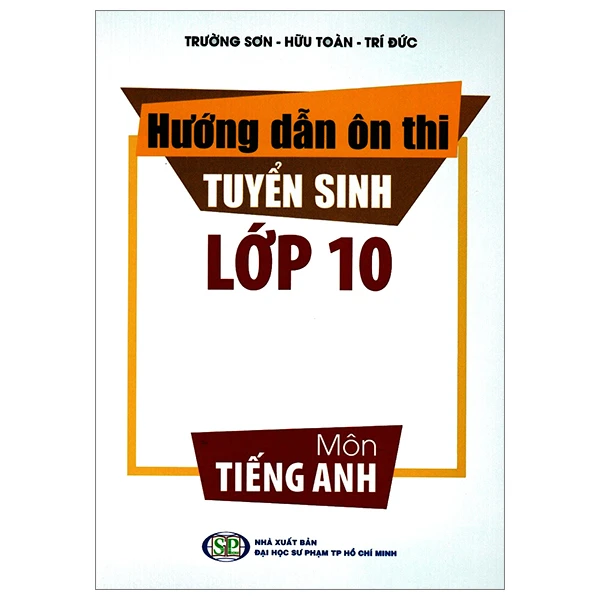 TRƯỜNG SƠN - HỮU TOÀN - TRÍ ĐỨC
Hướng dẫn ôn thi
TUYỂN SINH
LỚP 10
Môn
TIẾNG ANH
SP
NHÀ XUẤT BẢN
ĐẠI HỌC SƯ PHẠM TP HỒ CHÍ MINH